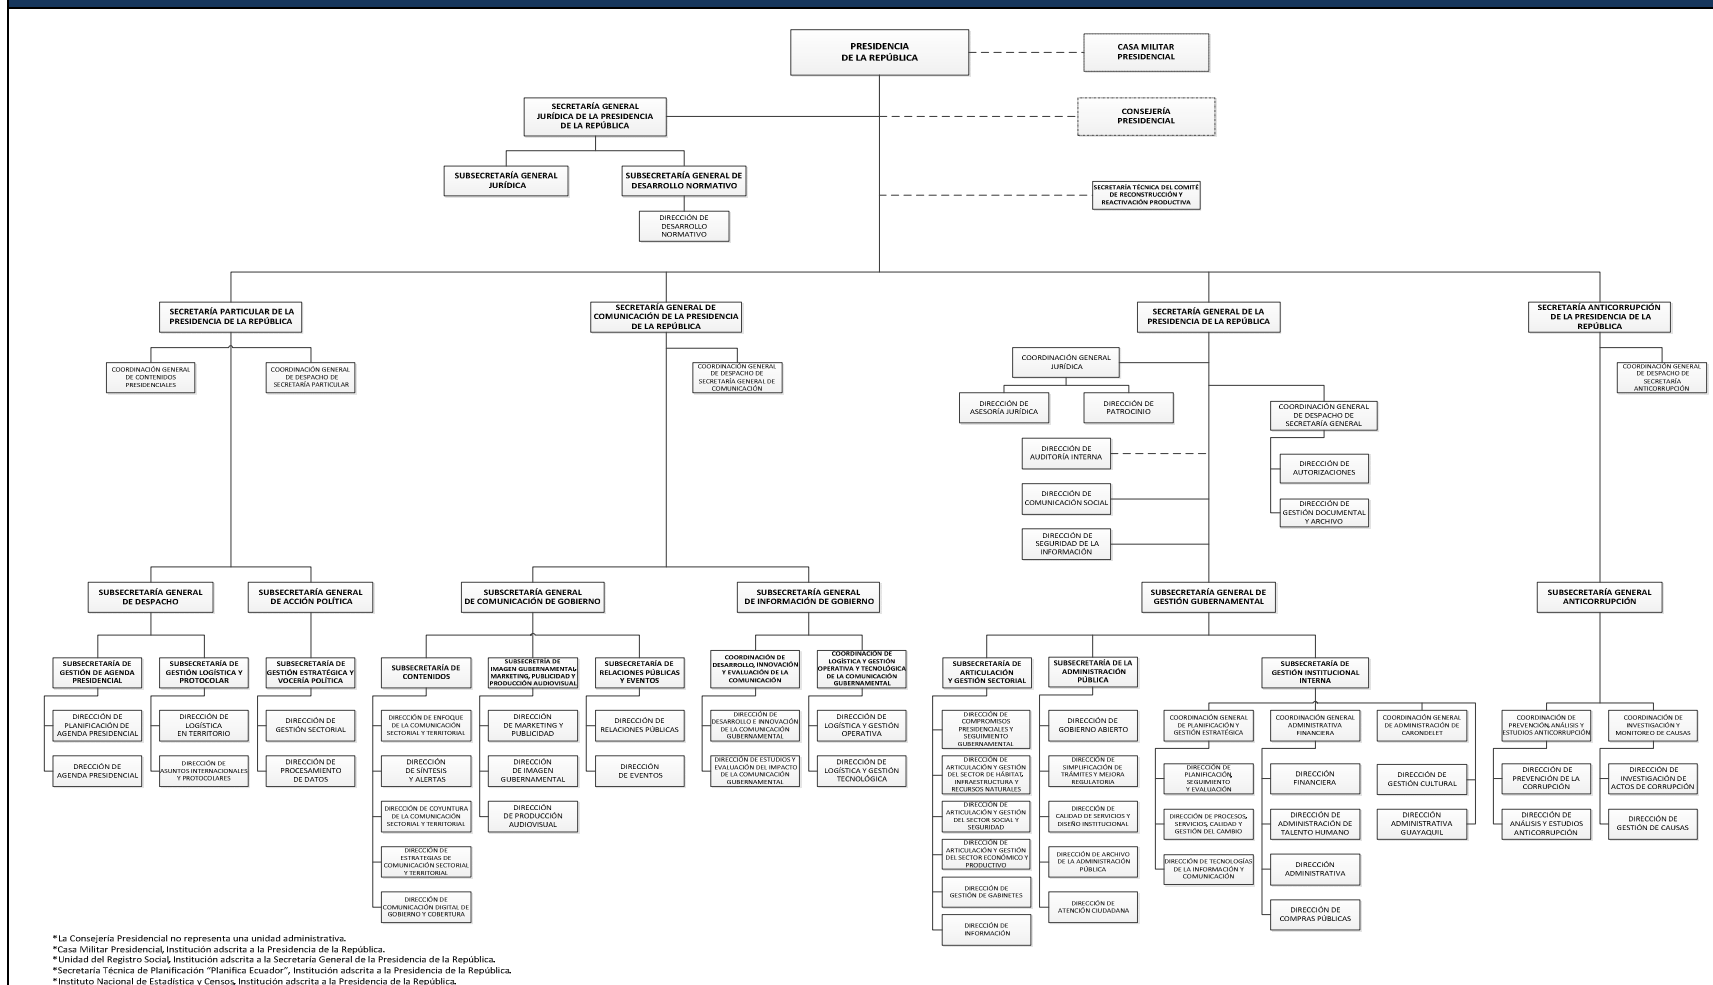 PRESIDENCIA
DE LA REPÚBLICA
CASA MILITAR
PRESIDENCIAL
SECRETARÍA GENERAL
JURÍDICA DE LA PRESIDENCIA
DE LA REPÚBLICA
CONSEJERÍA
PRESIDENCIAL
SUBSECRETARÍA GENERAL
JURÍDICA
SUBSECRETARÍA GENERAL DE
DESARROLLO NORMATIVO
SECRETARÍA TÉCNICA DEL COMITÉ
DE RECONSTRUCCIÓN Y
REACTIVACIÓN PRODUCTIVA
DIRECCIÓN DE
DESARROLLO
NORMATIVO
SECRETARÍA PARTICULAR DE LA
PRESIDENCIA DE LA REPÚBLICA
SECRETARÍA GENERAL DE
COMUNICACIÓN DE LA PRESIDENCIA
DE LA REPÚBLICA
SECRETARÍA GENERAL DE LA
PRESIDENCIA DE LA REPÚBLICA
SECRETARÍA ANTICORRUPCIÓN
DE LA PRESIDENCIA DE LA
REPÚBLICA
COORDINACIÓN GENERAL
DE CONTENIDOS
PRESIDENCIALES
COORDINACIÓN GENERAL
DE DESPACHO DE
SECRETARÍA PARTICULAR
COORDINACIÓN GENERAL
DE DESPACHO DE
SECRETARÍA GENERAL DE
COMUNICACIÓN
COORDINACIÓN GENERAL
JURÍDICA
COORDINACIÓN GENERAL
DE DESPACHO DE
SECRETARÍA
ANTICORRUPCIÓN
DIRECCIÓN DE
ASESORÍA JURÍDICA
DIRECCIÓN DE
PATROCINIO
COORDINACIÓN GENERAL
DE DESPACHO DE
SECRETARÍA GENERAL
DIRECCIÓN DE
AUDITORÍA INTERNA
DIRECCIÓN DE
AUTORIZACIONES
DIRECCIÓN DE
COMUNICACIÓN SOCIAL
DIRECCIÓN DE
GESTIÓN DOCUMENTAL
Y ARCHIVO
DIRECCIÓN DE
SEGURIDAD DE LA
INFORMACIÓN
SUBSECRETARÍA GENERAL
DE DESPACHO
SUBSECRETARÍA GENERAL
DE ACCIÓN POLÍTICA
SUBSCRETARÍA GENERAL
DE COMUNICACIÓN DE GOBIERNO
SUBSECRETARÍA GENERAL
DE INFORMACIÓN DE GOBIERNO
SUBSECRETARÍA GENERAL DE
GESTIÓN GUBERNAMENTAL
SUBSECRETARÍA GENERAL
ANTICORRUPCIÓN
SUBSECRETARÍA DE
GESTIÓN DE AGENDA
PRESIDENCIAL
SUBSECRETARÍA DE
GESTIÓN LOGÍSTICA Y
PROTOCOLAR
SUBSECRETARÍA DE
GESTIÓN ESTRATÉGICA Y
VOCERÍA POLÍTICA
SUBSECRETARÍA DE
CONTENIDOS
SUBSECRETRÍA DE
IMAGEN GUBERNAMENTAL,
MARKETING, PUBLICIDAD Y
PRODUCCIÓN AUDIOVISUAL
SUBSECRETARÍA DE
RELACIONES PÚBLICAS
Y EVENTOS
COORDINACIÓN DE
DESARROLLO, INNOVACIÓN
Y EVALUACIÓN DE LA
COMUNICACIÓN
COORDINACIÓN DE
LOGÍSTICA Y GESTIÓN
OPERATIVA Y TECNOLÓGICA
DE LA COMUNICACIÓN
GUBERNAMENTAL
SUBSECRETARÍA DE
ARTICULACIÓN
Y GESTIÓN SECTORIAL
SUBSECRETARÍA DE LA
ADMINISTRACIÓN
PÚBLICA
SUBSECRETARÍA DE
GESTIÓN INSTITUCIONAL
INTERNA
DIRECCIÓN DE
PLANIFICACIÓN DE
AGENDA PRESIDENCIAL
DIRECCIÓN DE
LOGÍSTICA
EN TERRITORIO
DIRECCIÓN DE
GESTIÓN SECTORIAL
DIRECCIÓN DE ENFOQUE
DE LA COMUNICACIÓN
SECTORIAL Y TERRITORIAL
DIRECCIÓN
DE MARKETING Y
PUBLICIDAD
DIRECCIÓN DE
RELACIONES PÚBLICAS
DIRECCIÓN DE
DESARROLLO E INNOVACIÓN
DE LA COMUNICACIÓN
GUBERNAMENTAL
DIRECCIÓN DE
LOGÍSTICA Y GESTIÓN
OPERATIVA
DIRECCIÓN DE
COMPROMISOS
PRESIDENCIALES Y
SEGUIMIENTO
GUBERNAMENTAL
DIRECCIÓN DE
GOBIERNO ABIERTO
COORDINACIÓN GENERAL
DE PLANIFICACIÓN Y
GESTIÓN ESTRATÉGICA
COORDINACIÓN GENERAL
ADMINISTRATIVA
FINANCIERA
COORDINACIÓN GENERAL
DE ADMINISTRACIÓN DE
CARONDELET
COORDINACIÓN DE
PREVENCIÓN, ANÁLISIS Y
ESTUDIOS ANTICORRUPCIÓN
COORDINACIÓN DE
INVESTIGACIÓN Y
MONITOREO DE CAUSAS
DIRECCIÓN DE
AGENDA PRESIDENCIAL
DIRECCIÓN DE
ASUNTOS INTERNACIONALES
Y PROTOCOLARES
DIRECCIÓN DE
PROCESAMIENTO
DE DATOS
DIRECCIÓN
DE SÍNTESIS
Y ALERTAS
DIRECCIÓN
DE IMAGEN
GUBERNAMENTAL
DIRECCIÓN
DE EVENTOS
DIRECCIÓN DE ESTUDIOS Y
EVALUACIÓN DEL IMPACTO
DE LA COMUNICACIÓN
GUBERNAMENTAL
DIRECCIÓN DE
LOGÍSTICA Y GESTIÓN
TECNOLÓGICA
DIRECCIÓN DE
ARTICULACIÓN Y GESTIÓN
DEL SECTOR DE HÁBITAT,
INFRAESTRUCTURA Y
RECURSOS NATURALES
DIRECCIÓN DE
SIMPLIFICACIÓN DE
TRÁMITES Y MEJORA
REGULATORIA
DIRECCIÓN DE
PLANIFICACIÓN,
SEGUIMIENTO
Y EVALUACIÓN
DIRECCIÓN
FINANCIERA
DIRECCIÓN DE
GESTIÓN CULTURAL
DIRECCIÓN DE
PREVENCIÓN DE LA
CORRUPCIÓN
DIRECCIÓN DE
INVESTIGACIÓN DE
ACTOS DE CORRUPCIÓN
DIRECCIÓN DE COYUNTURA
DE LA COMUNICACIÓN
SECTORIAL Y TERRITORIAL
DIRECCIÓN
DE PRODUCCIÓN
AUDIOVISUAL
DIRECCIÓN DE
ARTICULACIÓN Y GESTIÓN
DEL SECTOR SOCIAL Y
SEGURIDAD
DIRECCIÓN DE
CALIDAD DE SERVICIOS Y
DISEÑO INSTITUCIONAL
DIRECCIÓN DE PROCESOS,
SERVICIOS, CALIDAD Y
GESTIÓN DEL CAMBIO
DIRECCIÓN DE
ADMINISTRACIÓN DE
TALENTO HUMANO
DIRECCIÓN
ADMINISTRATIVA
GUAYAQUIL
DIRECCIÓN DE
ANÁLISIS Y ESTUDIOS
ANTICORRUPCIÓN
DIRECCIÓN
DE GESTIÓN DE CAUSAS
DIRECCIÓN DE
ESTRATEGIAS DE
COMUNICACIÓN SECTORIAL
Y TERRITORIAL
DIRECCIÓN DE
ARTICULACIÓN Y GESTIÓN
DEL SECTOR ECONÓMICO Y
PRODUCTIVO
DIRECCIÓN DE ARCHIVO
DE LA ADMINISTRACIÓN
PÚBLICA
DIRECCIÓN DE TECNOLOGÍAS
DE LA INFORMACIÓN Y
COMUNICACIÓN
DIRECCIÓN
ADMINISTRATIVA
DIRECCIÓN DE
COMUNICACIÓN DIGITAL DE
GOBIERNO Y COBERTURA
DIRECCIÓN DE
GESTIÓN DE GABINETES
DIRECCIÓN DE
ATENCIÓN CIUDADANA
DIRECCIÓN DE
COMPRAS PÚBLICAS
DIRECCIÓN DE
INFORMACIÓN
*La Consejería Presidencial no representa una unidad administrativa.
*Casa Militar Presidencial, Institución adscrita a la Presidencia de la República.
*Unidad del Registro Social, Institución adscrita a la Secretaría General de la Presidencia de la República.
*Secretaría Técnica de Planificación “Planifica Ecuador”, Institución adscrita a la Presidencia de la República.
*Instituto Nacional de Estadística y Censos, Institución adscrita a la Presidencia de la República.